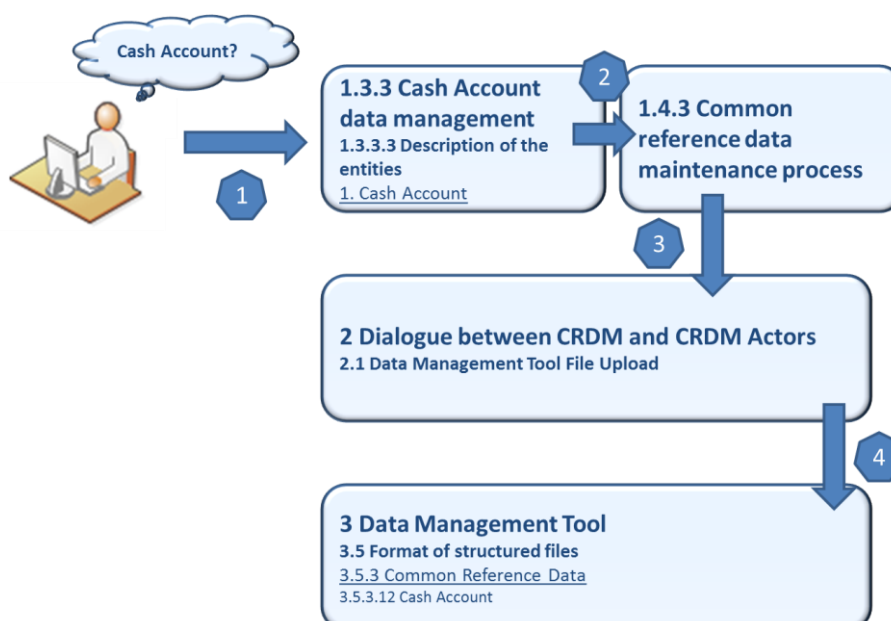 Cash Account?
1
1.3.3 Cash Account
data management
1.3.3.3 Description of the
entities
1. Cash Account
2
1.4.3 Common
reference data
maintenance process
3
2 Dialogue between CRDM and CRDM Actors
2.1 Data Management Tool File Upload
4
3 Data Management Tool
3.5 Format of structured files
3.5.3 Common Reference Data
3.5.3.12 Cash Account